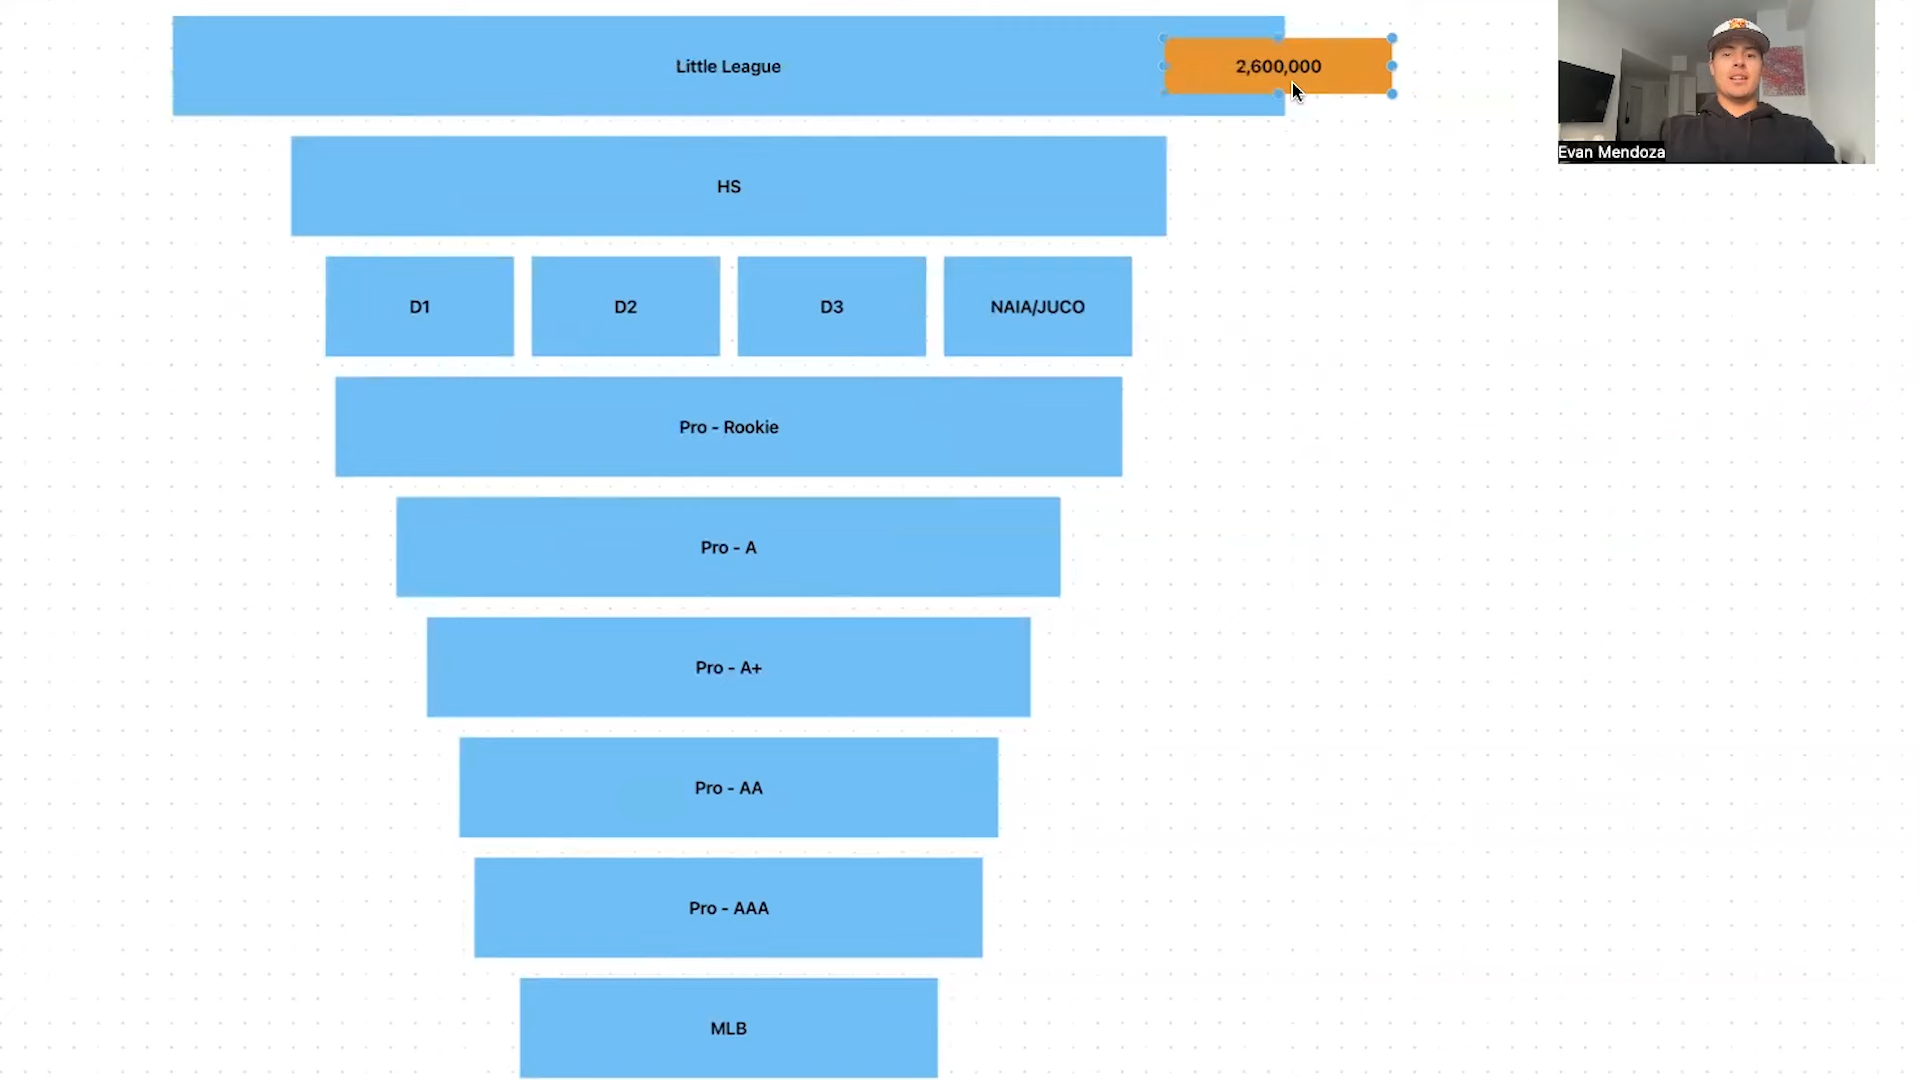 Little League
2,600,000
Evan Mendoza
HS
D1
D2
D3
NAIA/JUCO
Pro - Rookie
Pro - A
Pro - A+
Pro - AA
Pro - AAA
MLB